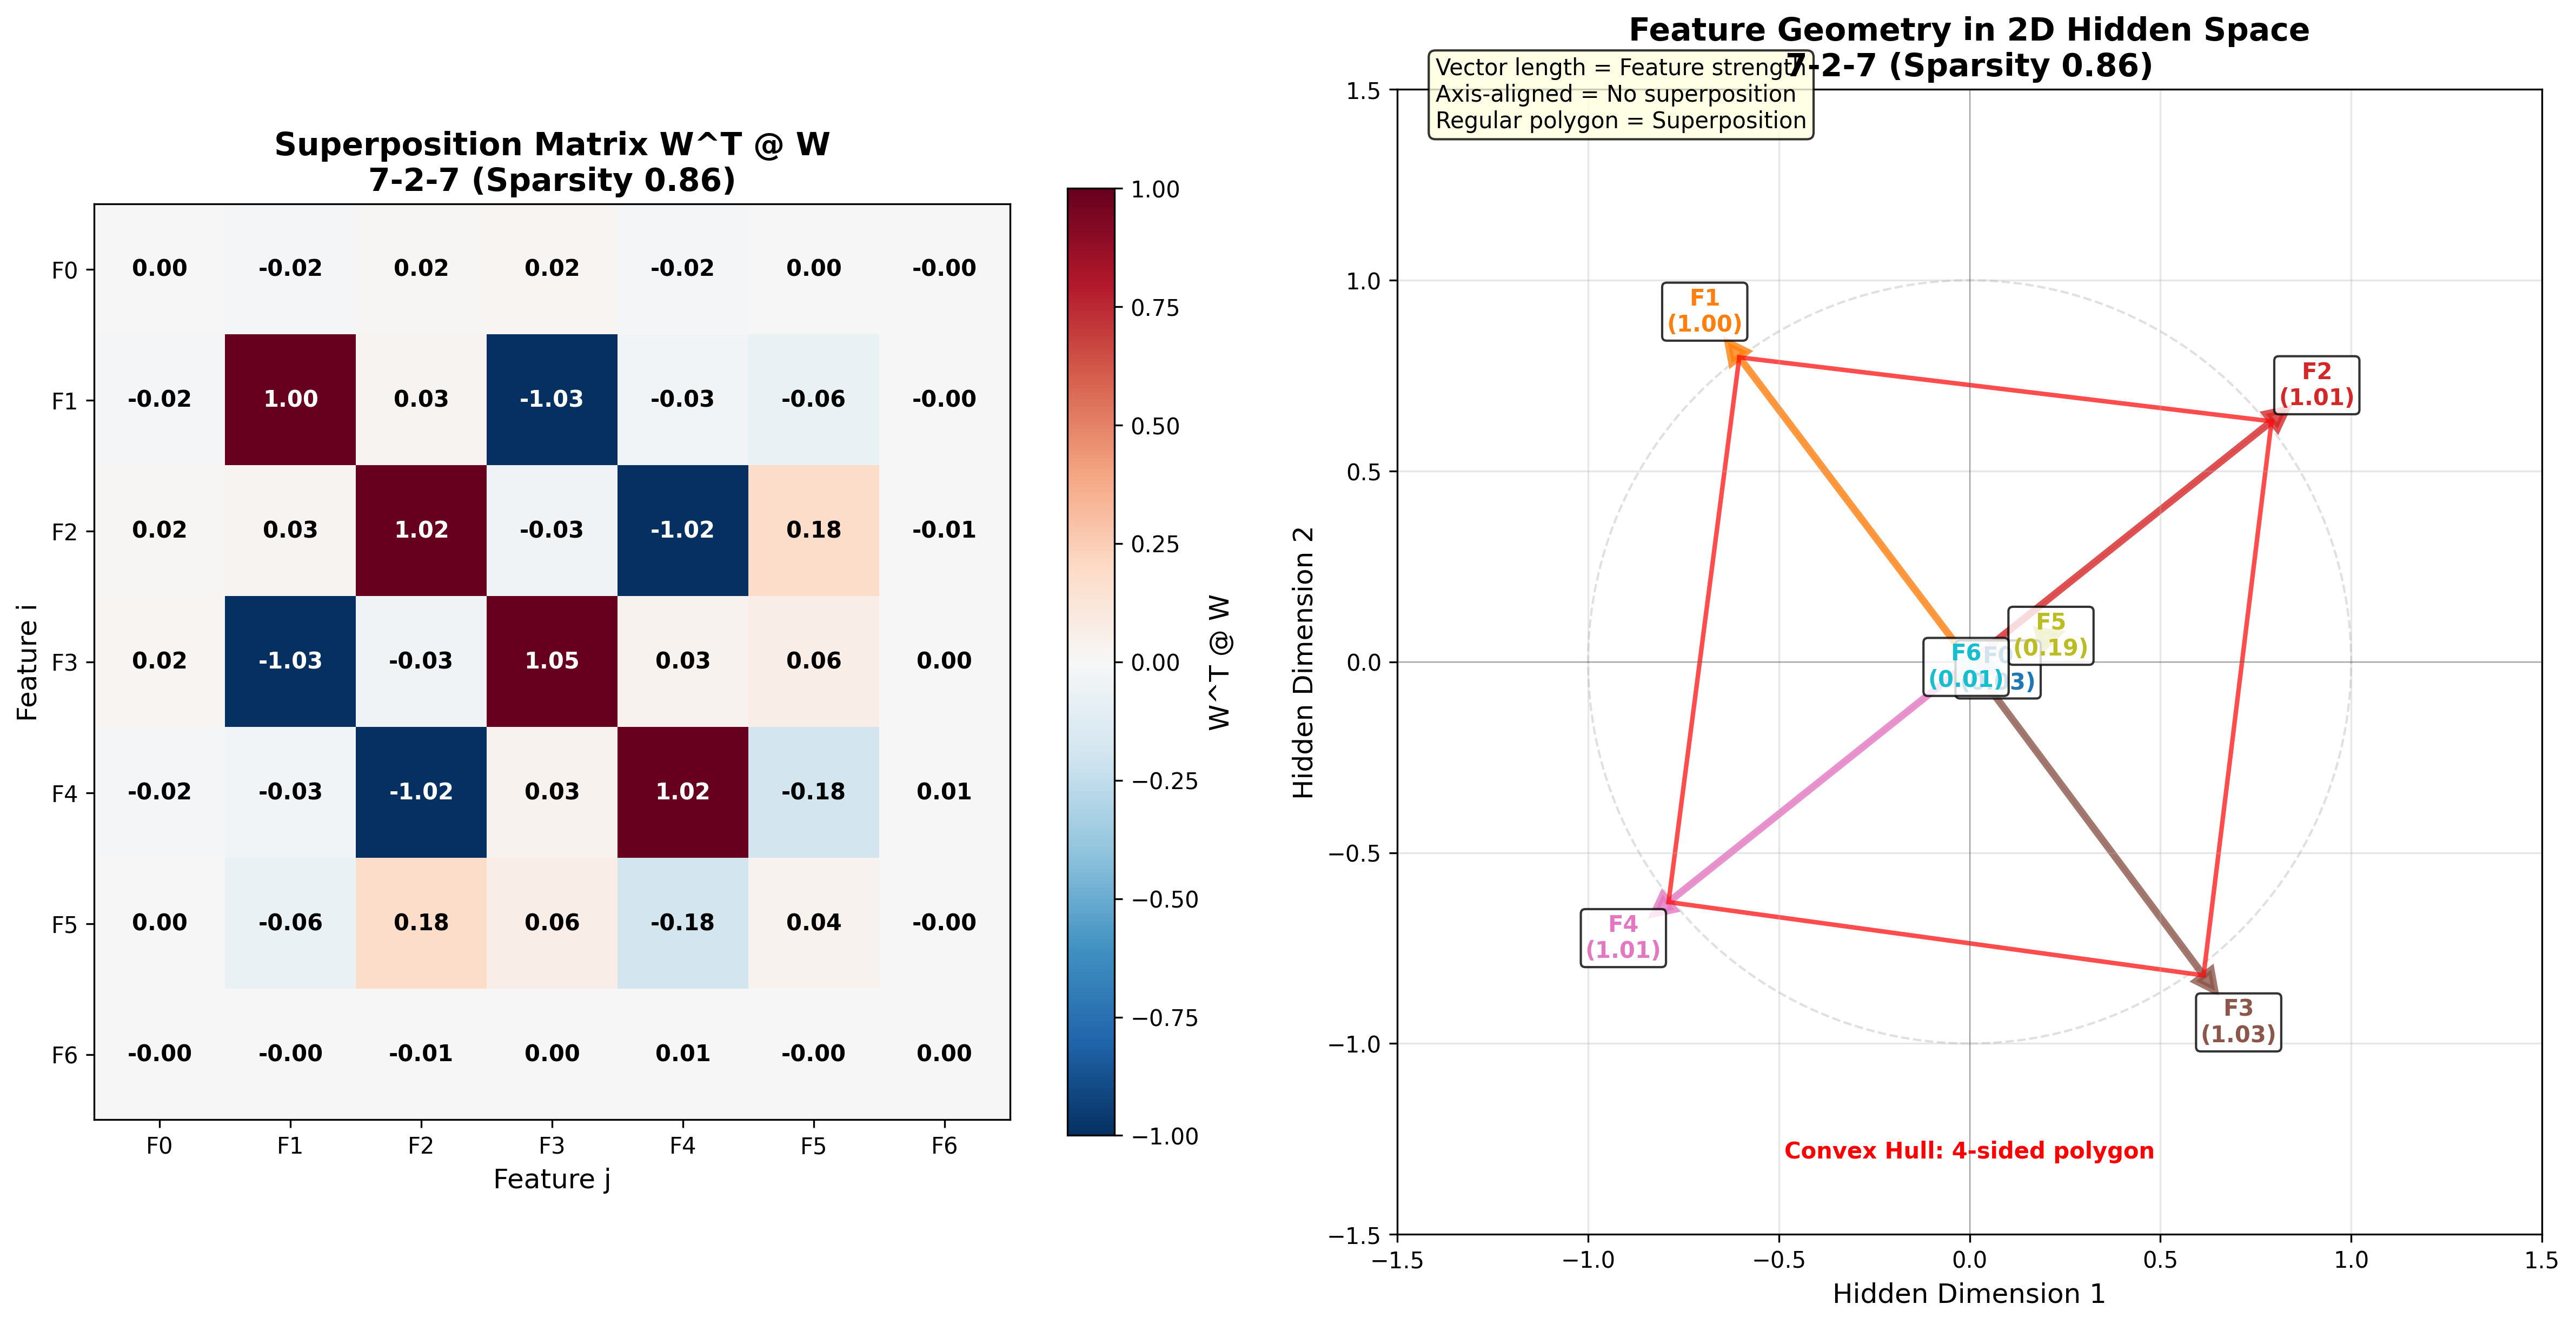 Superposition Matrix W^T @ W
7-2-7 (Sparsity 0.86)
F0 0.00 -0.02 0.02 0.02 -0.02 0.00 -0.00
F1 -0.02 1.00 0.03 -1.03 -0.03 -0.06 -0.00
F2 0.02 0.03 1.02 -0.03 -1.02 0.18 -0.01
F3 0.02 -1.03 -0.03 1.05 0.03 0.06 0.00
F4 -0.02 -0.03 -1.02 0.03 1.02 -0.18 0.01
F5 0.00 -0.06 0.18 0.06 -0.18 0.04 -0.00
F6 -0.00 -0.00 -0.01 0.00 0.01 -0.00 0.00
F0 F1 F2 F3 F4 F5 F6
Feature j
Feature i
1.00
0.75
0.50
0.25
0.00
−0.25
−0.50
−0.75
−1.00
W^T @ W
Feature Geometry in 2D Hidden Space
7-2-7 (Sparsity 0.86)
Vector length = Feature strength
Axis-aligned = No superposition
Regular polygon = Superposition
1.5
1.0
0.5
0.0
−0.5
−1.0
−1.5
Hidden Dimension 2
F1
(1.00)
F2
(1.01)
F5
(0.19)
F6
(0.01)
F4
(1.01)
F3
(1.03)
Convex Hull: 4-sided polygon
−1.5 −1.0 −0.5 0.0 0.5 1.0 1.5
Hidden Dimension 1